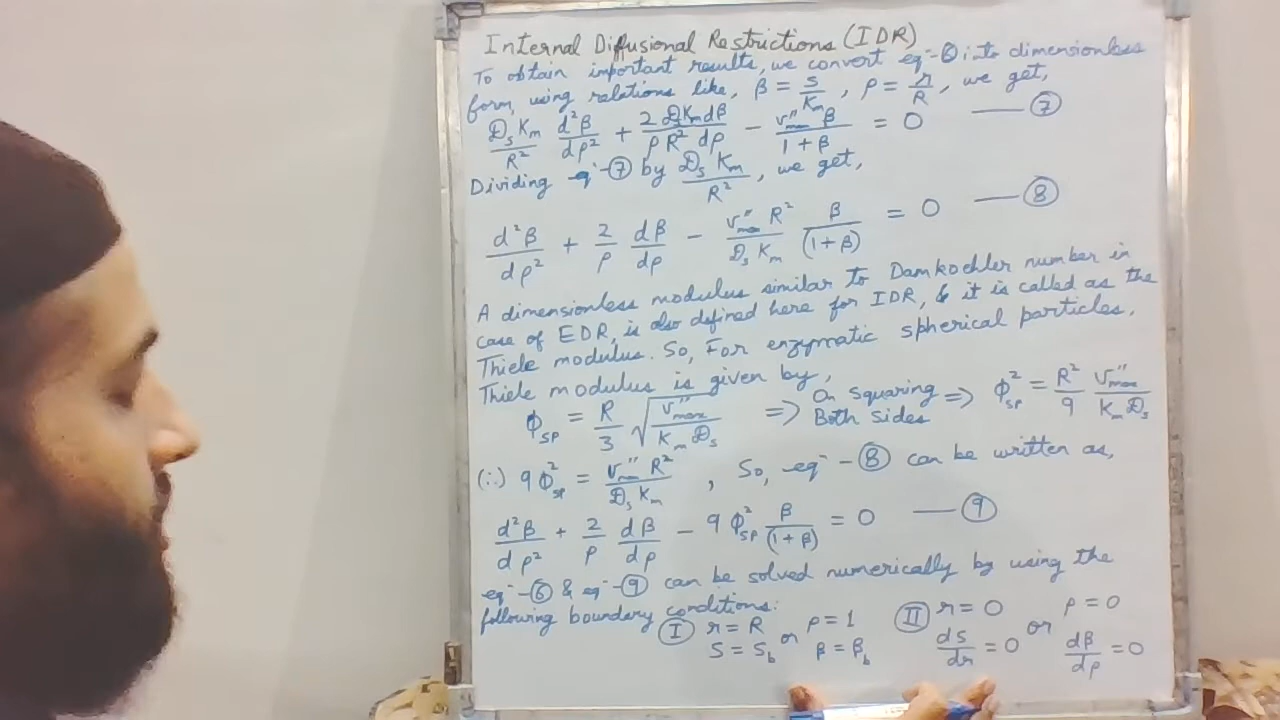 Internal Diffusional Restrictions (IDR)
To obtain important results, we convert eqⁿ-⑥ into dimensionless
form, using relations like, β = S/Km , ρ = r/R , we get,
𝒟s Km/R² d²β/dρ² + 2 𝒟s Km dβ/ρ R² dρ − v''max β/1 + β = 0 —— ⑦
Dividing eqⁿ-⑦ by 𝒟s Km/R² , we get,
d²β/dρ² + 2/ρ dβ/dρ − v''max R²/𝒟s Km β/(1+β) = 0 —— ⑧
A dimensionless modulus similar to Damkoehler number in
case of EDR, is also defined here for IDR, & it is called as the
Thiele modulus. So, For enzymatic spherical particles,
Thiele modulus is given by,
ϕsp = R/3 √(v''max/Km 𝒟s) => On Squaring Both sides => ϕ²sp = R²/9 v''max/Km 𝒟s
(∴) 9 ϕ²sp = v''max R²/𝒟s Km , So, eqⁿ-⑧ can be written as,
d²β/dρ² + 2/ρ dβ/dρ − 9 ϕ²sp β/(1+β) = 0 —— ⑨
eqⁿ-⑥ & eqⁿ-⑨ can be solved numerically by using the
following boundary conditions:
Ⓘ r = R or ρ = 1 ⒾⒾ r = 0 or ρ = 0
S = Sb β = βb dS/dr = 0 dβ/dρ = 0